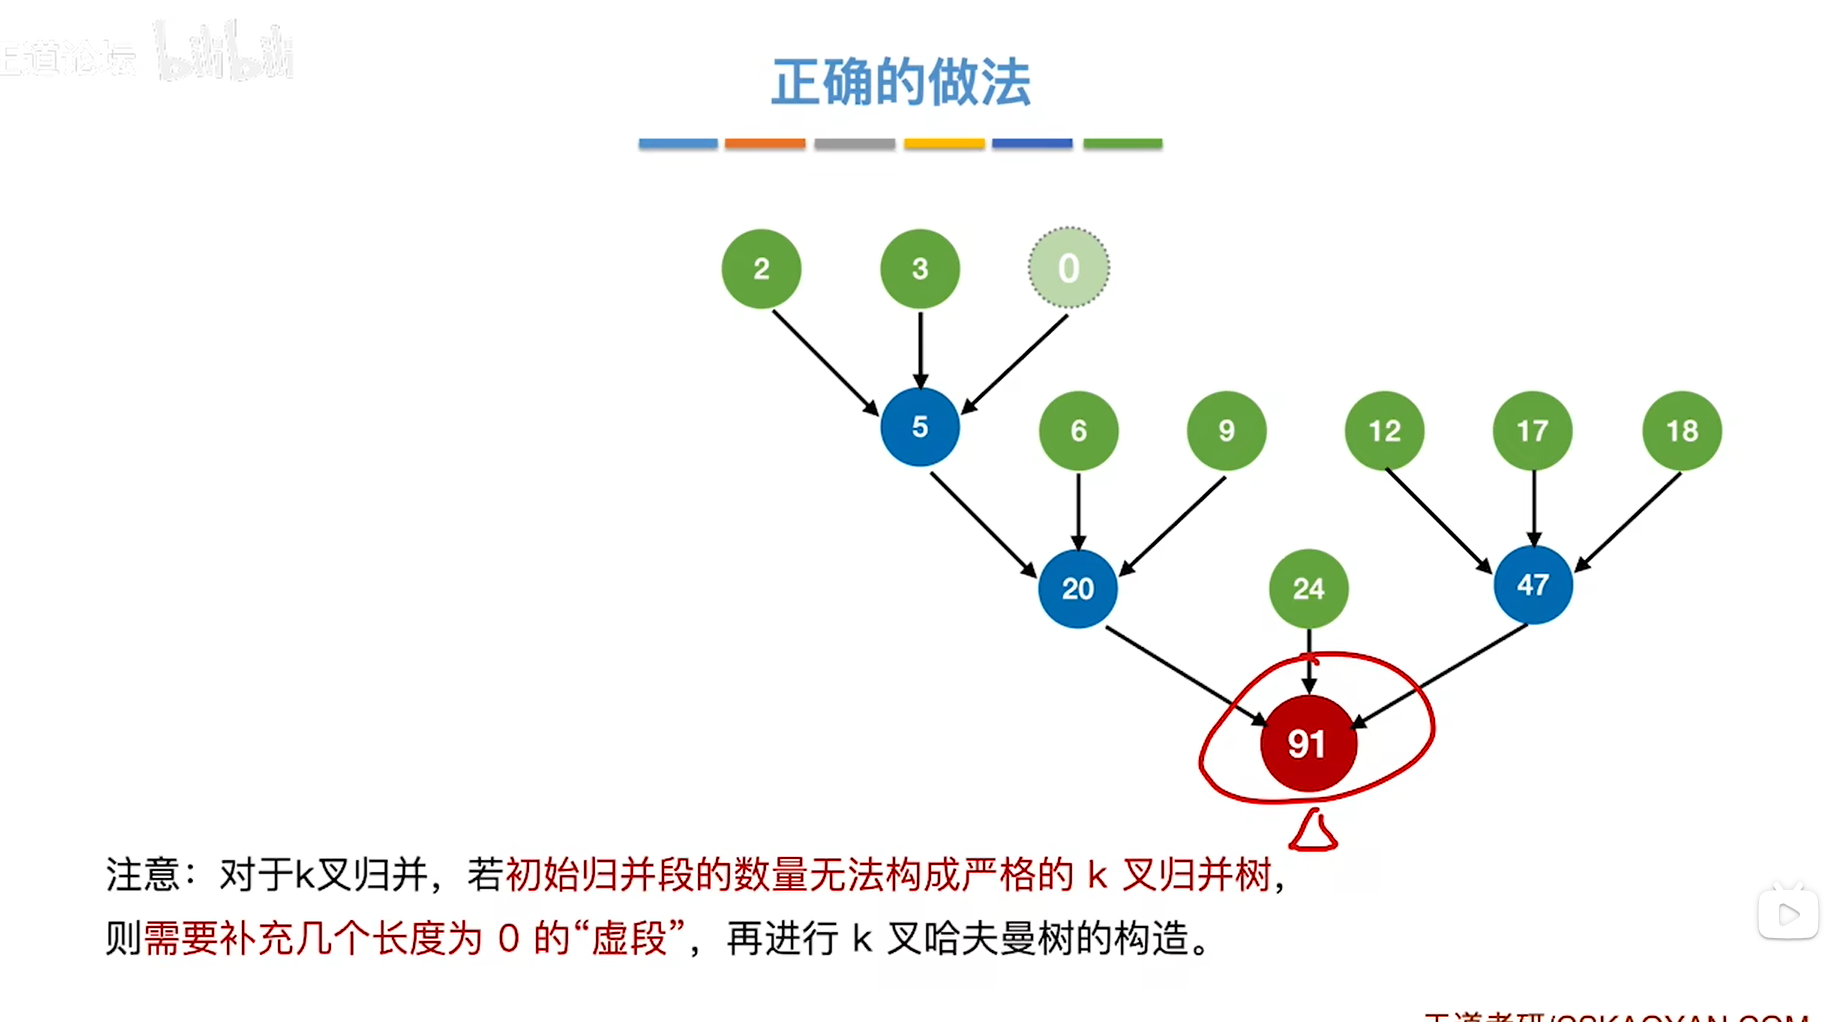 王道论坛 bilibili
正确的做法
2 3 0
5 6 9 12 17 18
20 24 47
91
注意：对于k叉归并，若初始归并段的数量无法构成严格的 k 叉归并树，
则需要补充几个长度为 0 的“虚段”，再进行 k 叉哈夫曼树的构造。
王道考研/CSKAOYAN.COM